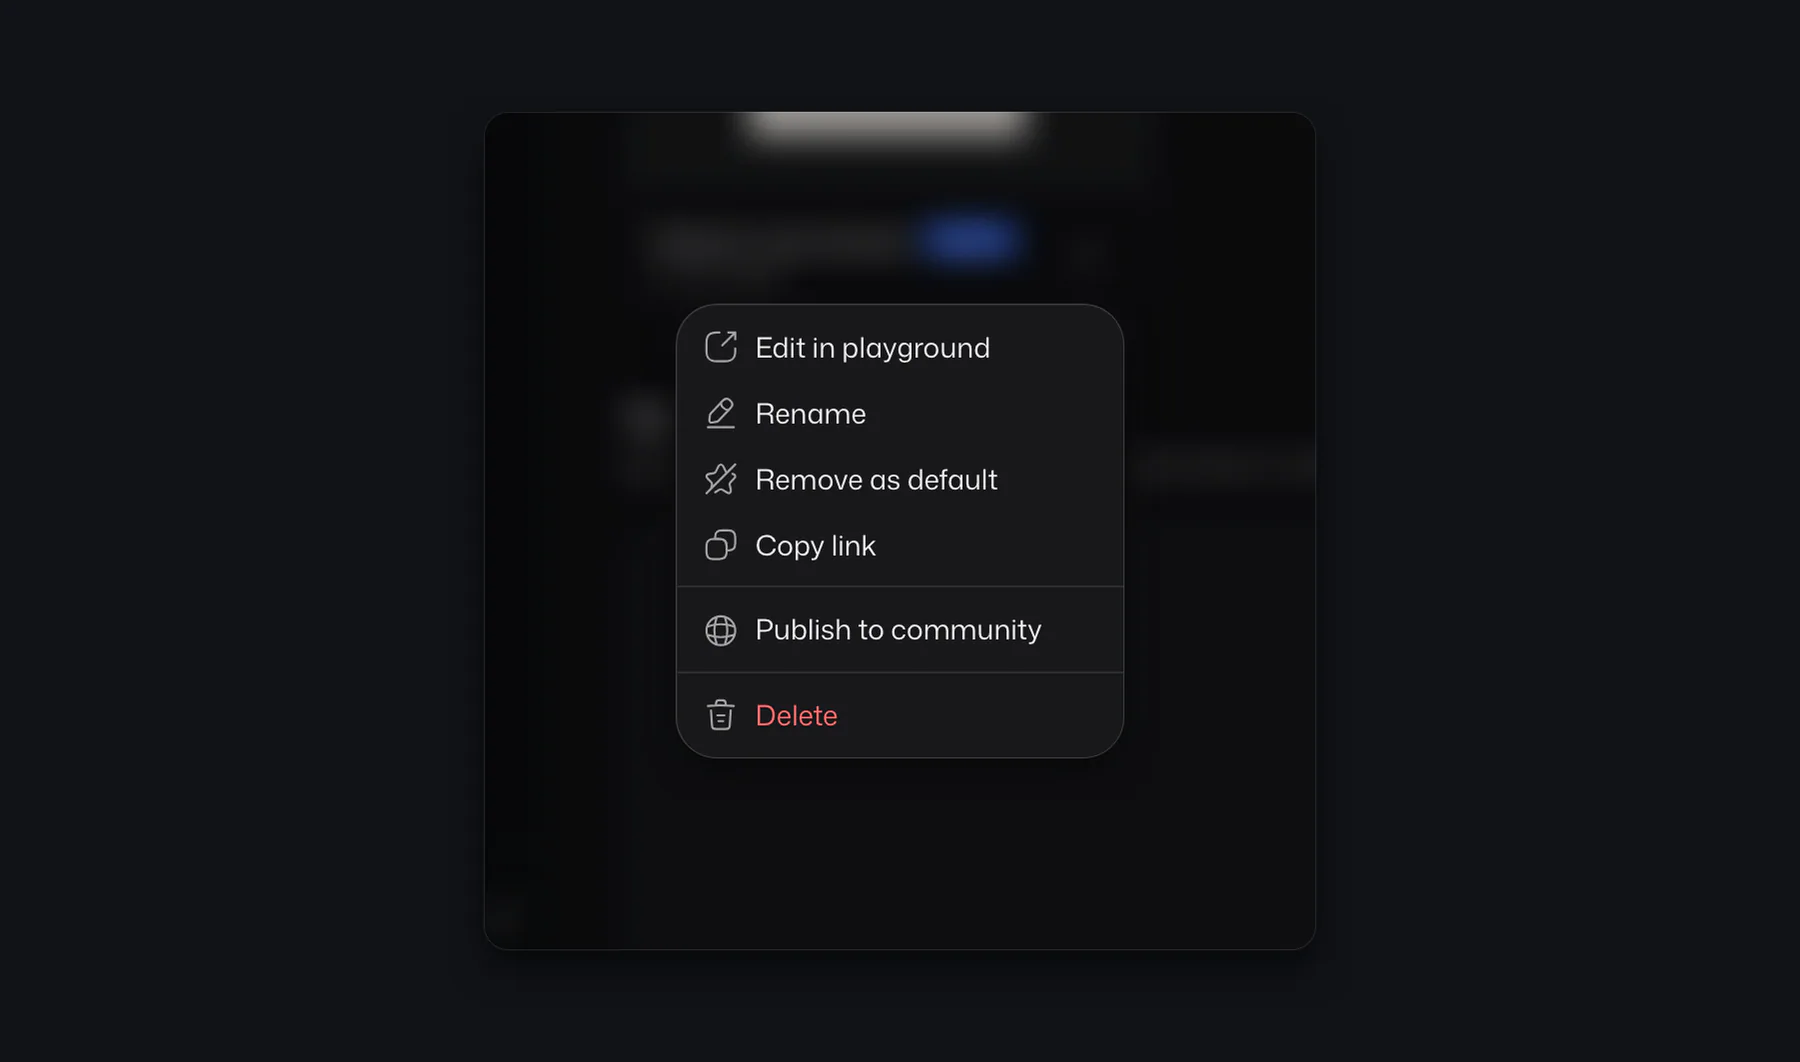 Edit in playground
Rename
Remove as default
Copy link
Publish to community
Delete